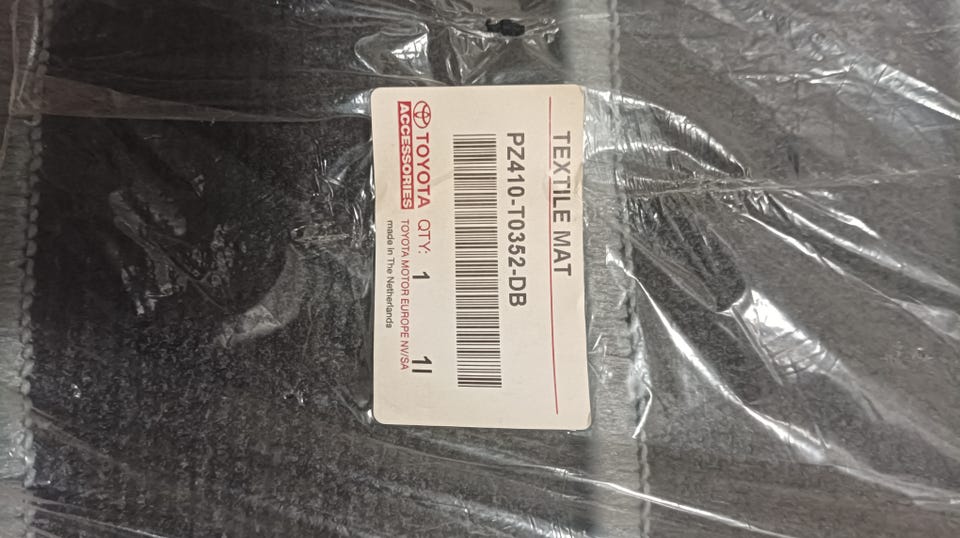 TEXTILE MAT
PZ410-T0352-DB
TOYOTA QTY: 1 1I
ACCESSORIES TOYOTA MOTOR EUROPE NV/SA
made in The Netherlands